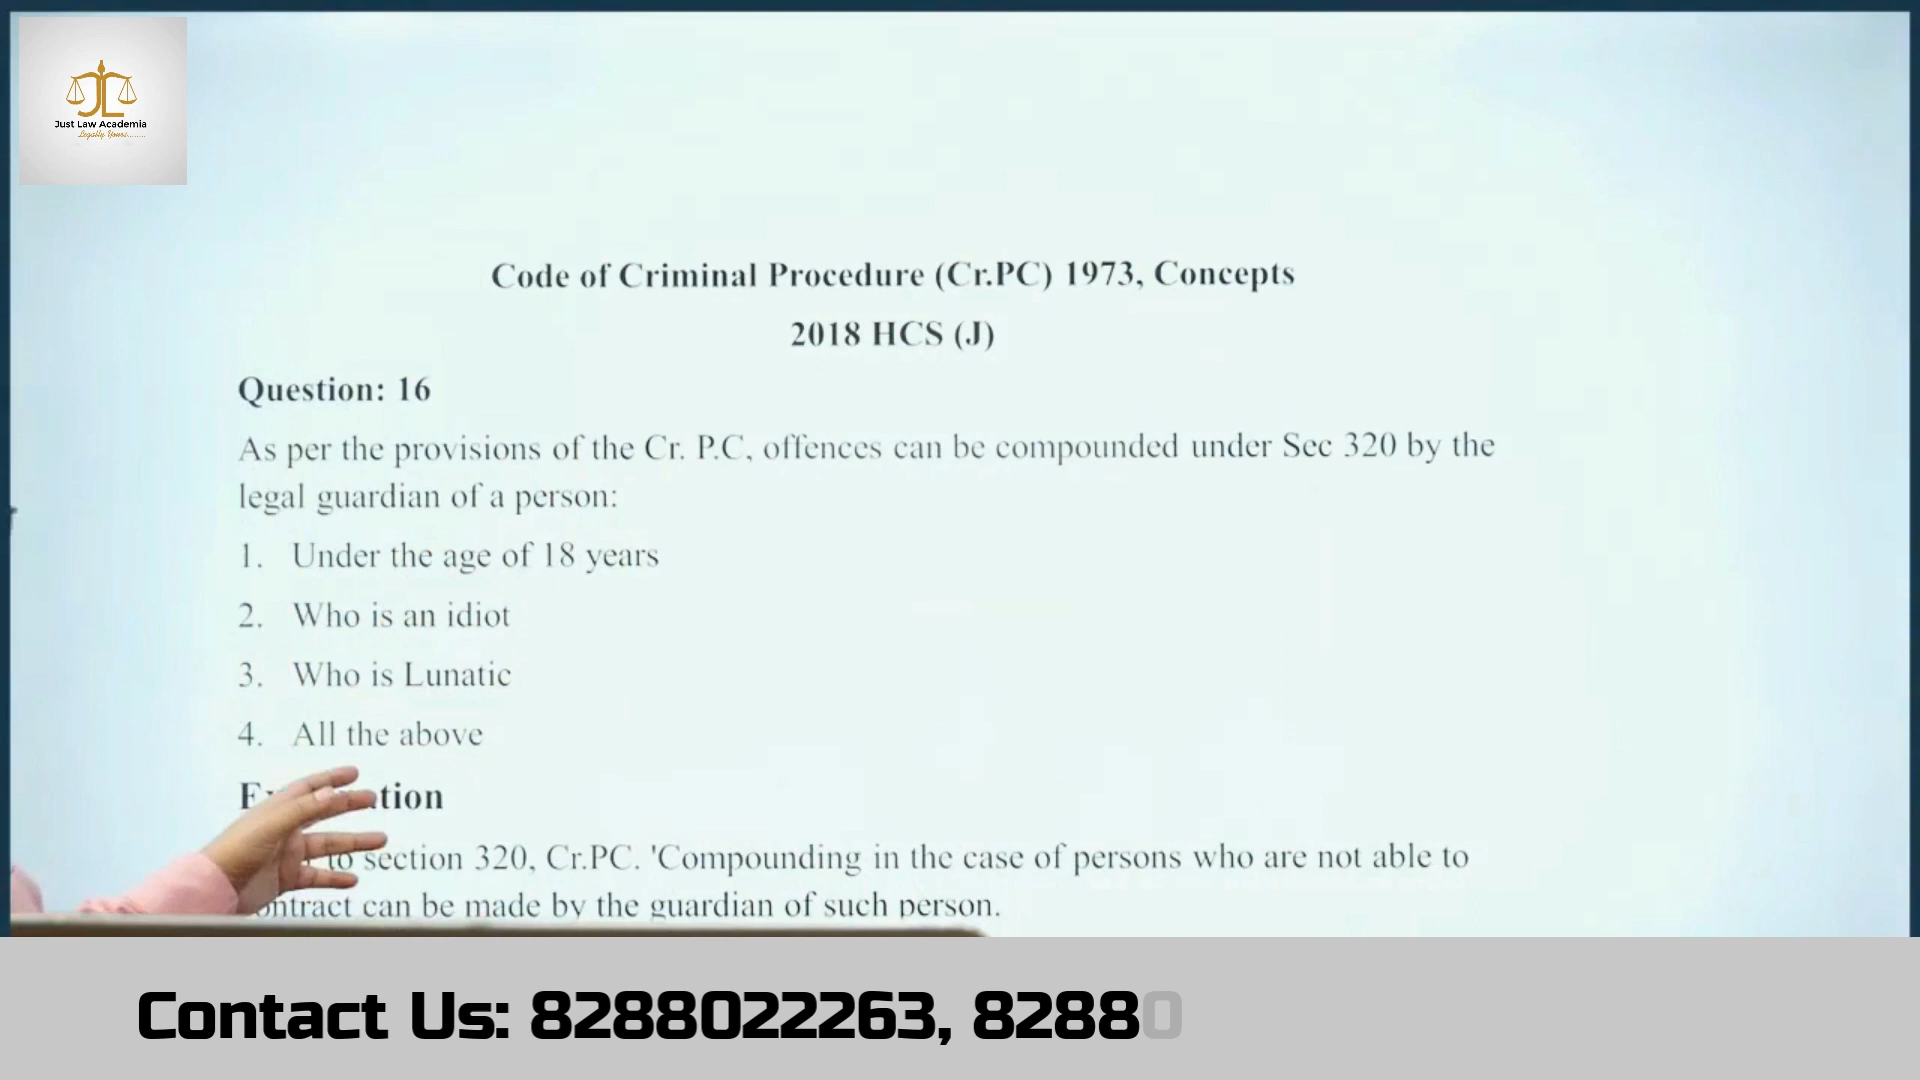 JL
Just Law Academia
Legally Yours........
Code of Criminal Procedure (Cr.PC) 1973, Concepts
2018 HCS (J)
Question: 16
As per the provisions of the Cr. P.C, offences can be compounded under Sec 320 by the
legal guardian of a person:
1. Under the age of 18 years
2. Who is an idiot
3. Who is Lunatic
4. All the above
to section 320, Cr.PC. 'Compounding in the case of persons who are not able to
can be made by the guardian of such person.
Contact Us: 8288022263, 82880